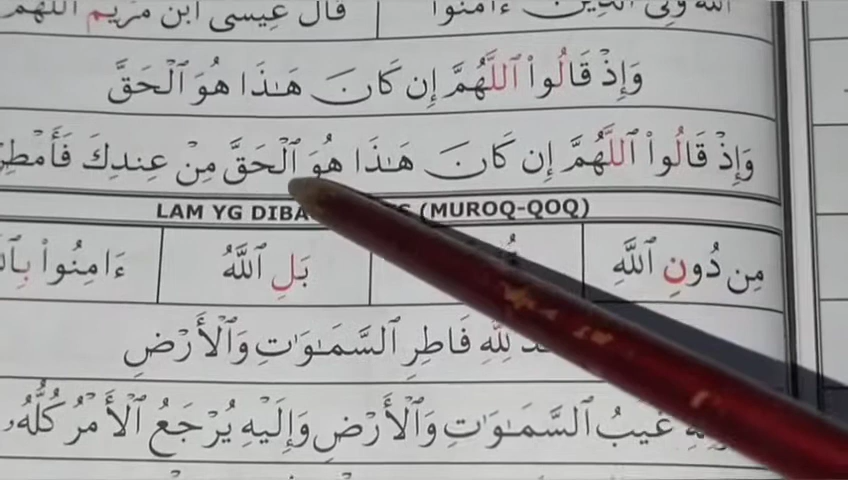 قَالَ عِيسَى ابْنُ مَرْيَمَ اللَّهُمَّ
وَإِذْ قَالُوا۟ ٱللَّهُمَّ إِن كَانَ هَـٰذَا هُوَ ٱلْحَقَّ
وَإِذْ قَالُوا۟ ٱللَّهُمَّ إِن كَانَ هَـٰذَا هُوَ ٱلْحَقَّ مِنْ عِندِكَ فَأَمْطِرْ
LAM YG (MUROQ-QOQ)
مِن دُونِ ٱللَّهِ بَلِ ٱللَّهُ ءَامِنُوا۟
لِلَّهِ فَاطِرِ ٱلسَّمَـٰوَٰتِ وَٱلْأَرْضِ
غَيْبُ ٱلسَّمَـٰوَٰتِ وَٱلْأَرْضِ وَإِلَيْهِ يُرْجَعُ ٱلْأَمْرُ كُلُّهُۥ